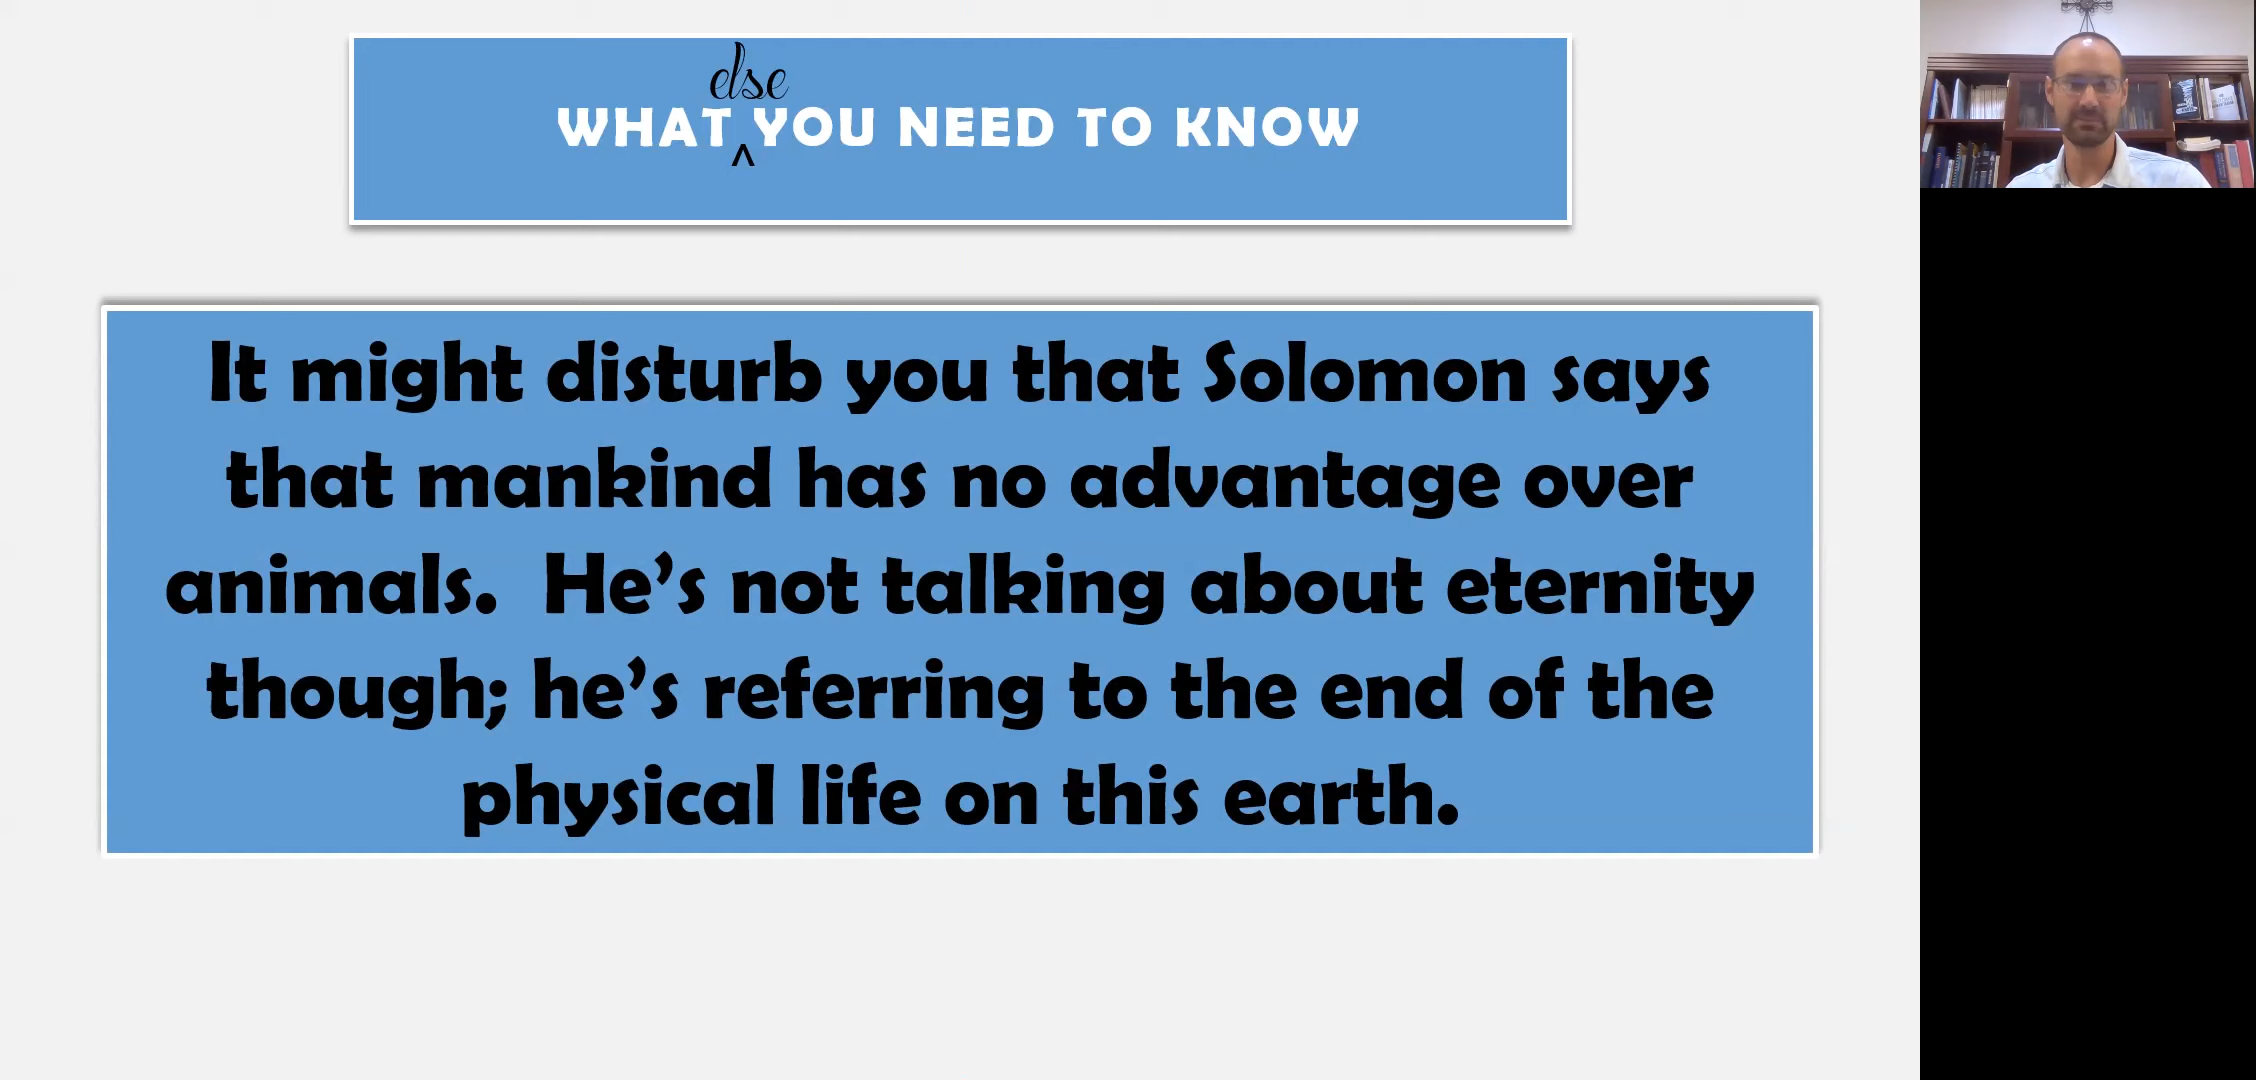 else
WHAT ^ YOU NEED TO KNOW
It might disturb you that Solomon says
that mankind has no advantage over
animals.  He’s not talking about eternity
though; he’s referring to the end of the
physical life on this earth.